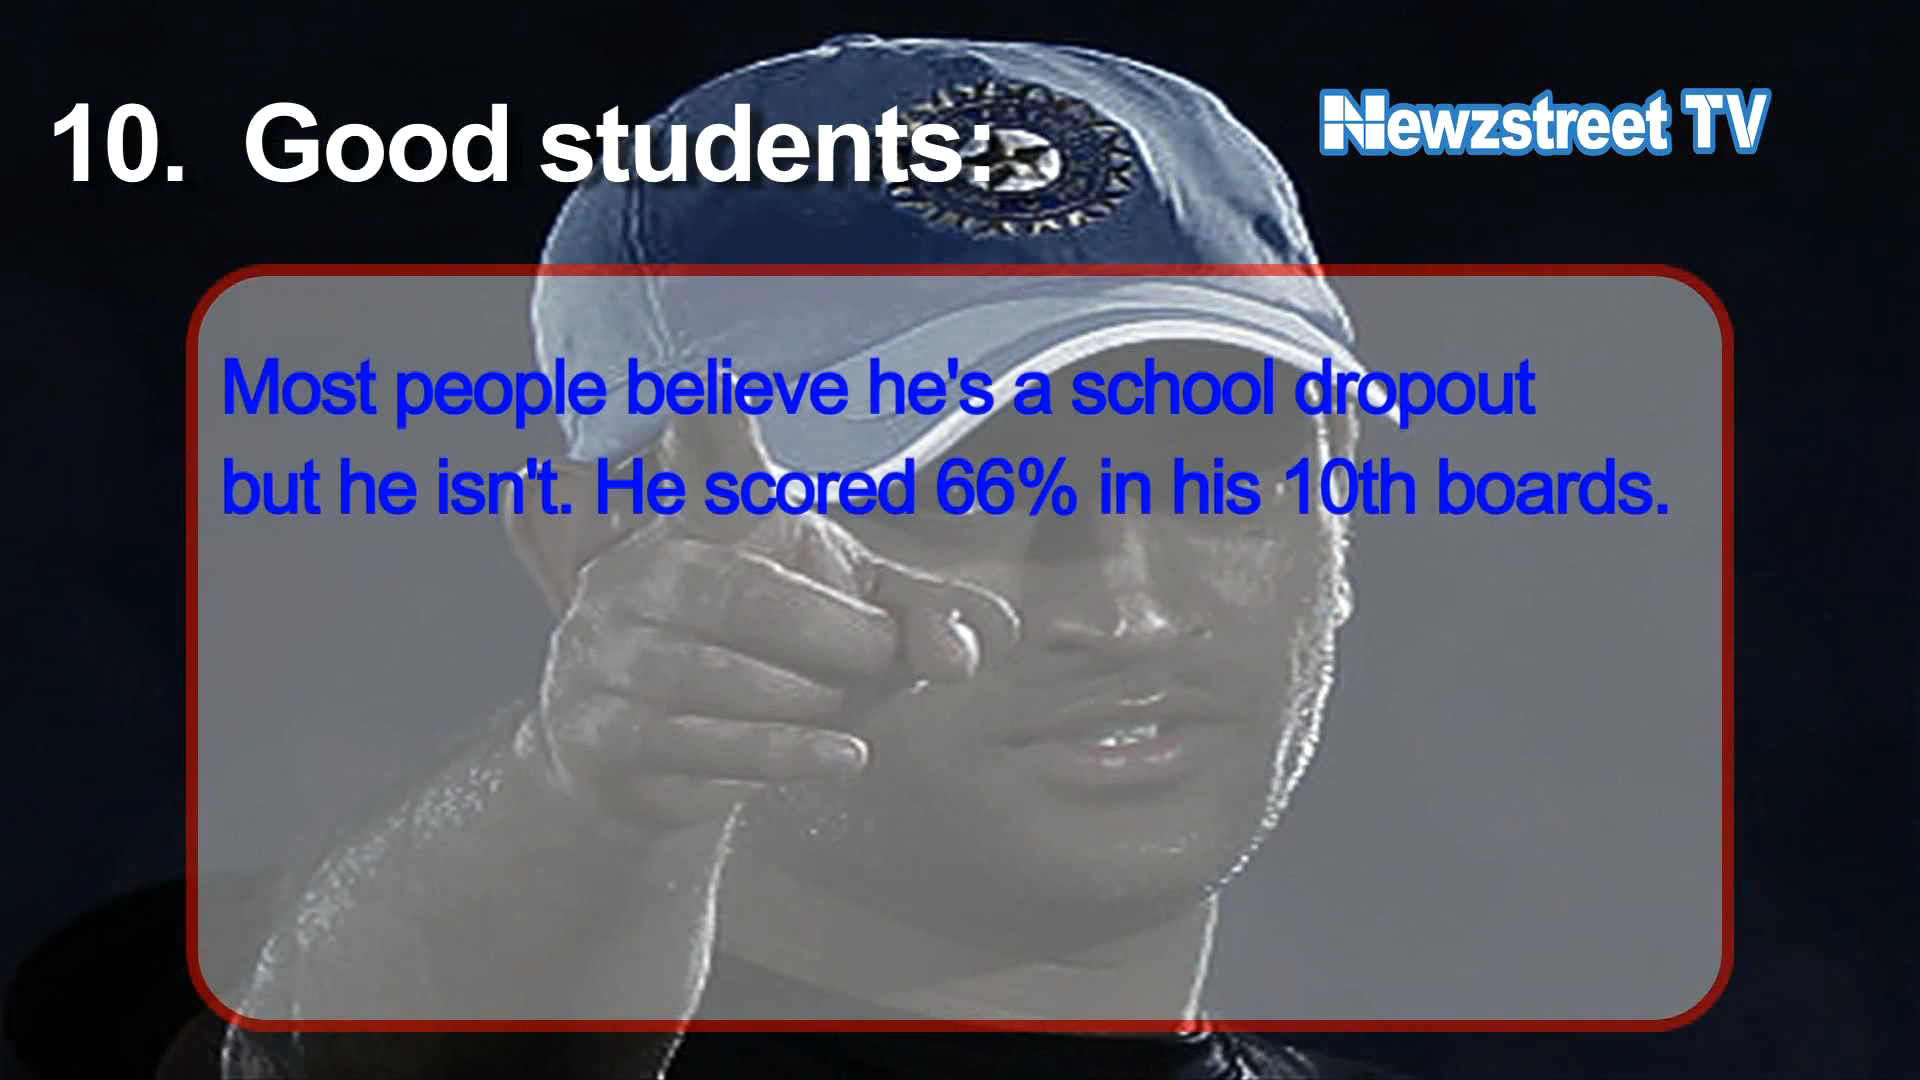 10. Good students:
Newzstreet TV
Most people believe he's a school dropout
but he isn't. He scored 66% in his 10th boards.